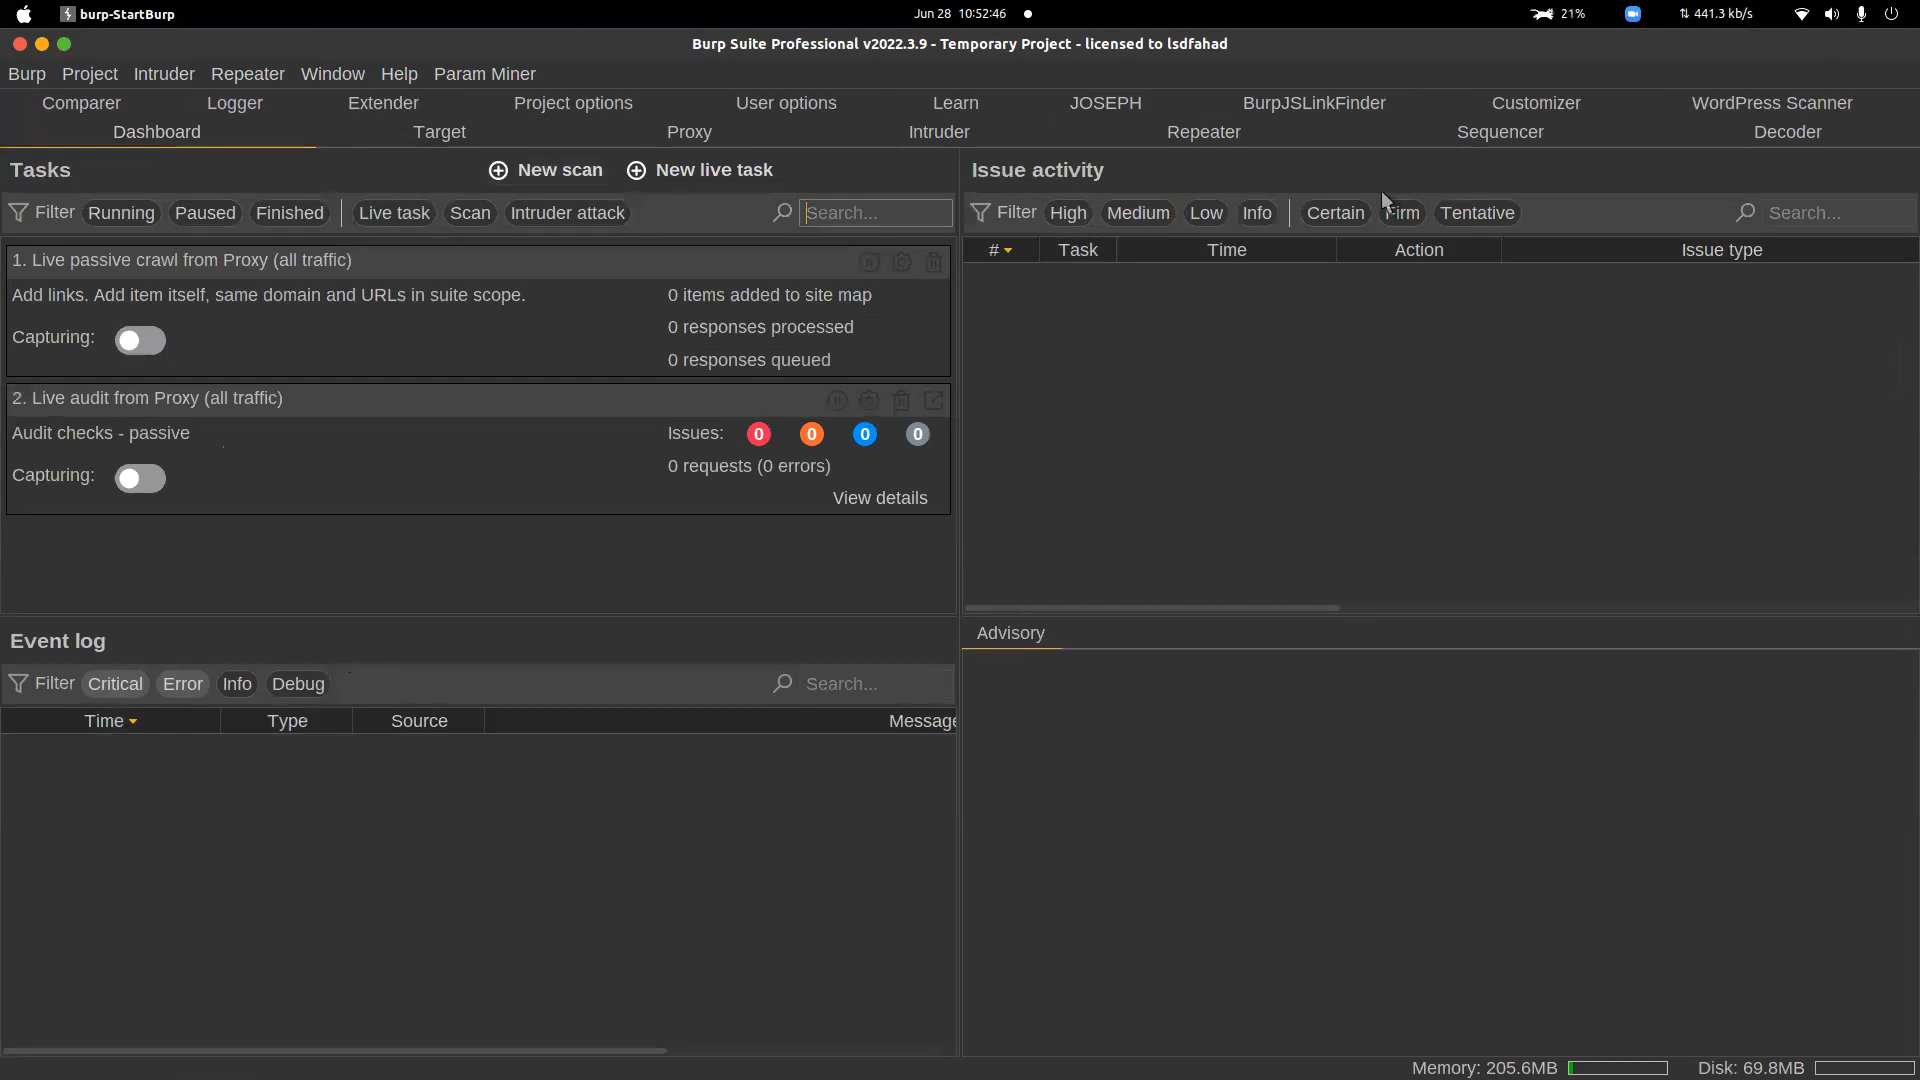 burp-StartBurp
Jun 28 10:52:46
21%
441.3 kb/s
Burp Suite Professional v2022.3.9 - Temporary Project - licensed to lsdfahad
Burp Project Intruder Repeater Window Help Param Miner
Comparer Logger Extender Project options User options Learn JOSEPH BurpJSLinkFinder Customizer WordPress Scanner
Dashboard Target Proxy Intruder Repeater Sequencer Decoder
Tasks
New scan
New live task
Filter Running Paused Finished Live task Scan Intruder attack Search...
1. Live passive crawl from Proxy (all traffic)
Add links. Add item itself, same domain and URLs in suite scope.
0 items added to site map
Capturing:
0 responses processed
0 responses queued
2. Live audit from Proxy (all traffic)
Audit checks - passive
Issues: 0 0 0 0
Capturing:
0 requests (0 errors)
View details
Issue activity
Filter High Medium Low Info Certain Firm Tentative Search...
# Task Time Action Issue type
Event log
Filter Critical Error Info Debug Search...
Time Type Source Message
Advisory
Memory: 205.6MB
Disk: 69.8MB